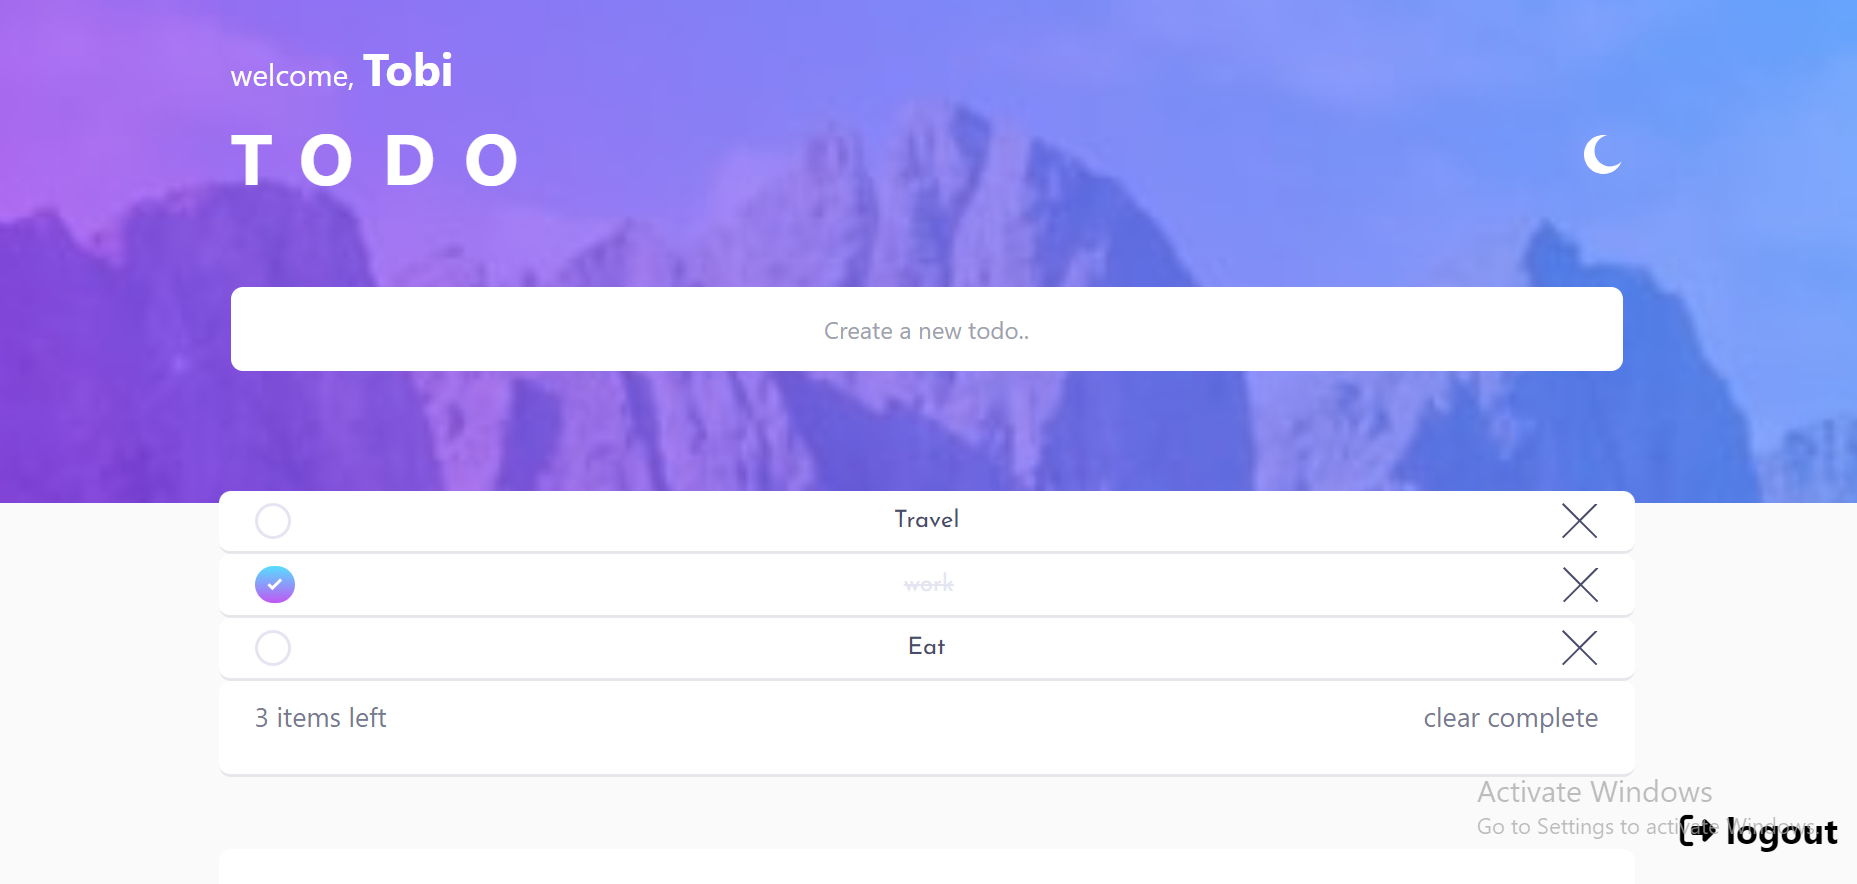 welcome, Tobi
T O D O
Create a new todo..
Travel
work
Eat
3 items left
clear complete
Activate Windows
Go to Settings to activate Windows.
logout